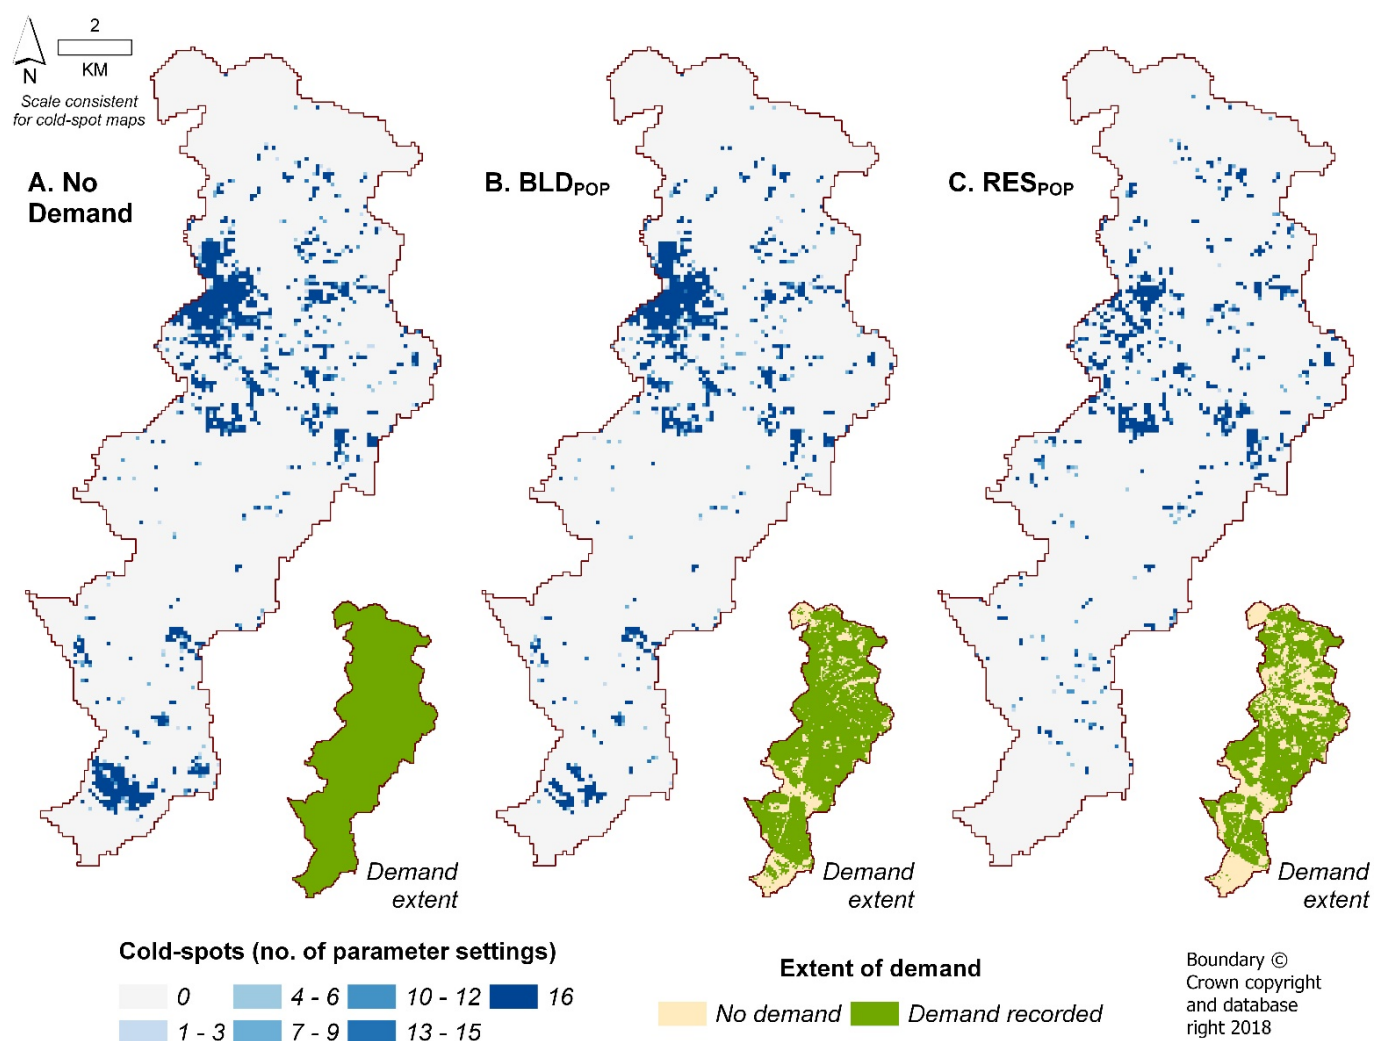 2
KM
N
Scale consistent
for cold-spot maps
A. No
Demand
B. BLDPOP
C. RESPOP
Demand
extent
Demand
extent
Demand
extent
Cold-spots (no. of parameter settings)
0
4 - 6
10 - 12
16
1 - 3
7 - 9
13 - 15
Extent of demand
No demand
Demand recorded
Boundary ©
Crown copyright
and database
right 2018